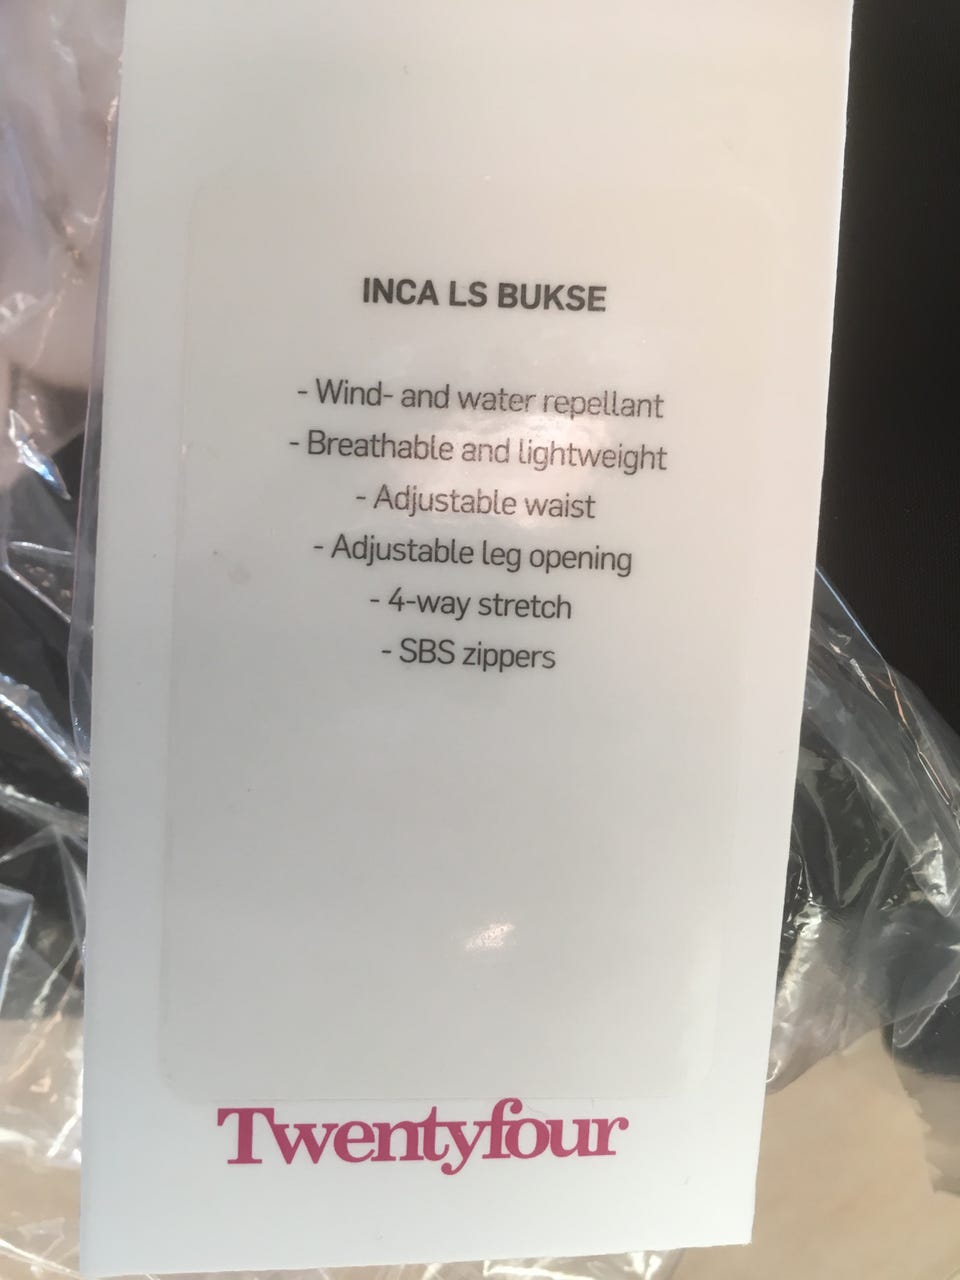 INCA LS BUKSE
- Wind- and water repellant
- Breathable and lightweight
- Adjustable waist
- Adjustable leg opening
- 4-way stretch
- SBS zippers
Twentyfour